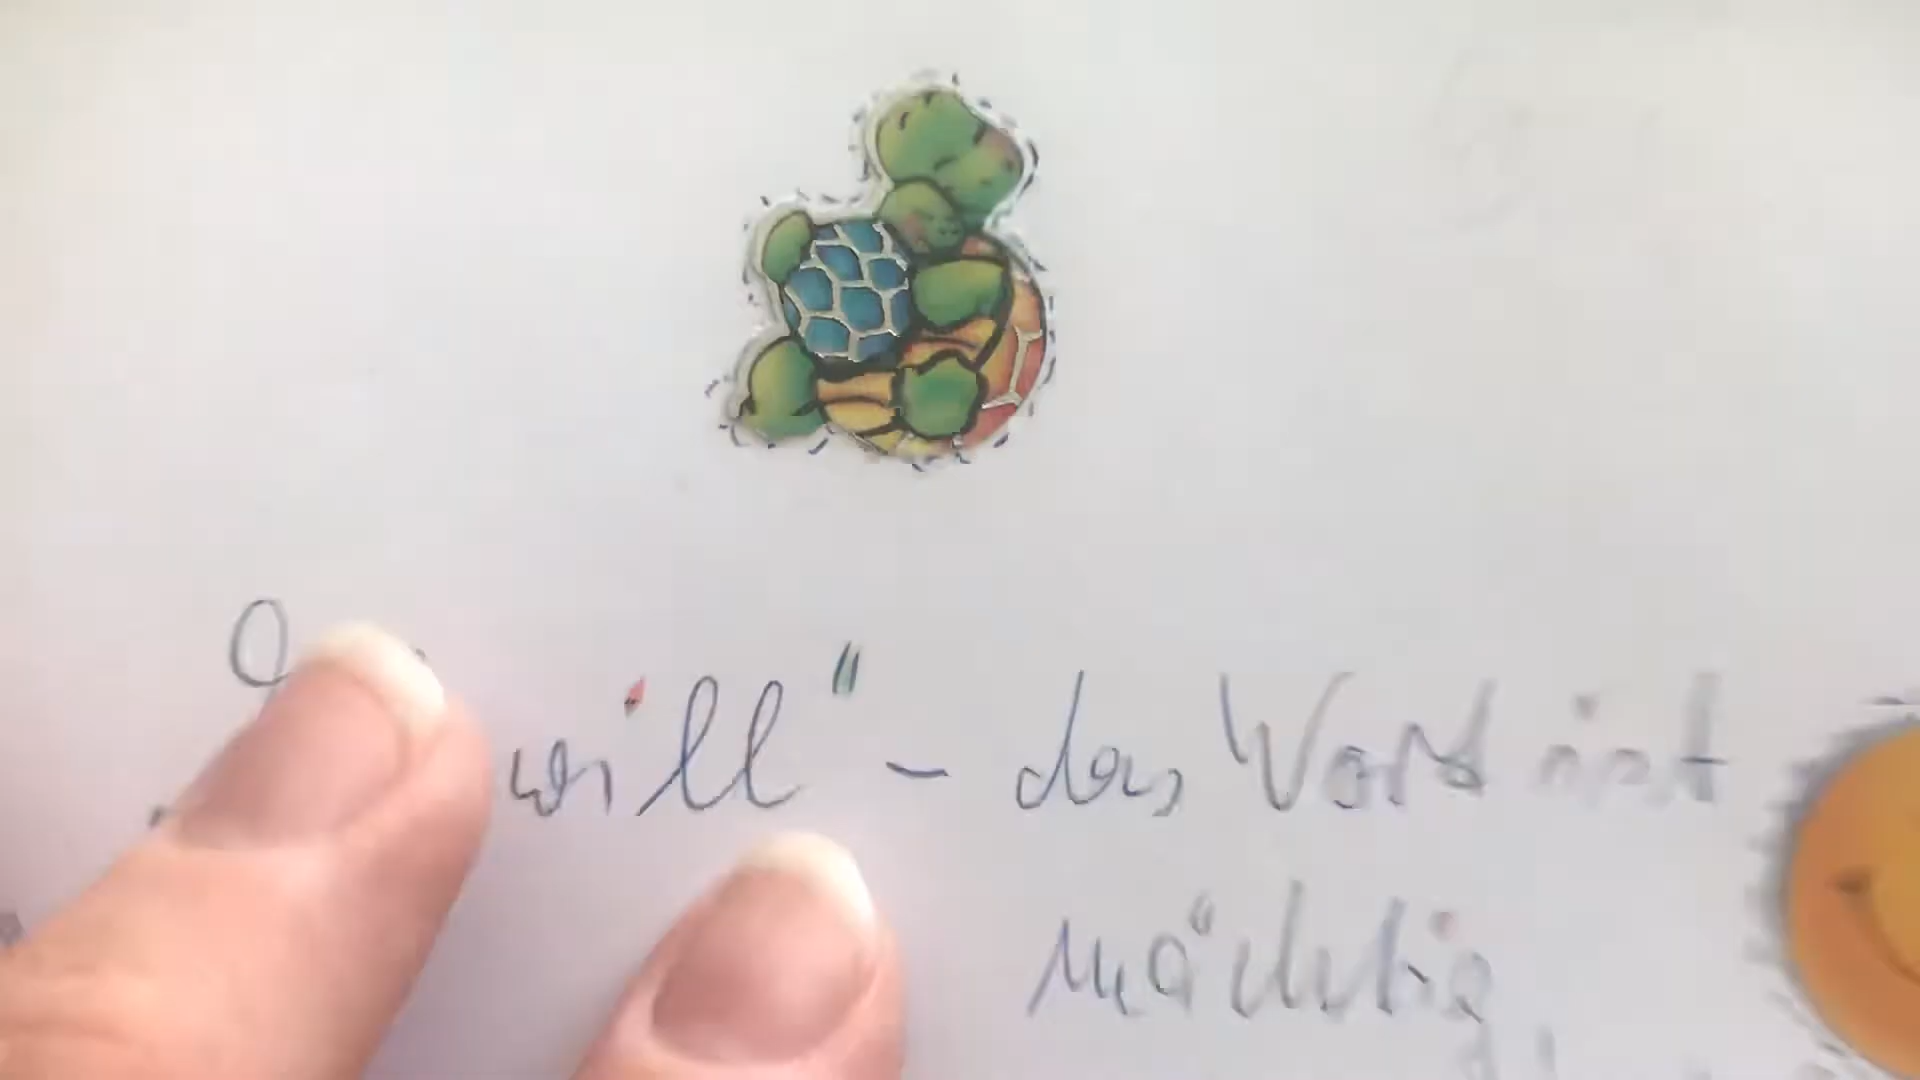 will" – das Wort ist
mächtig